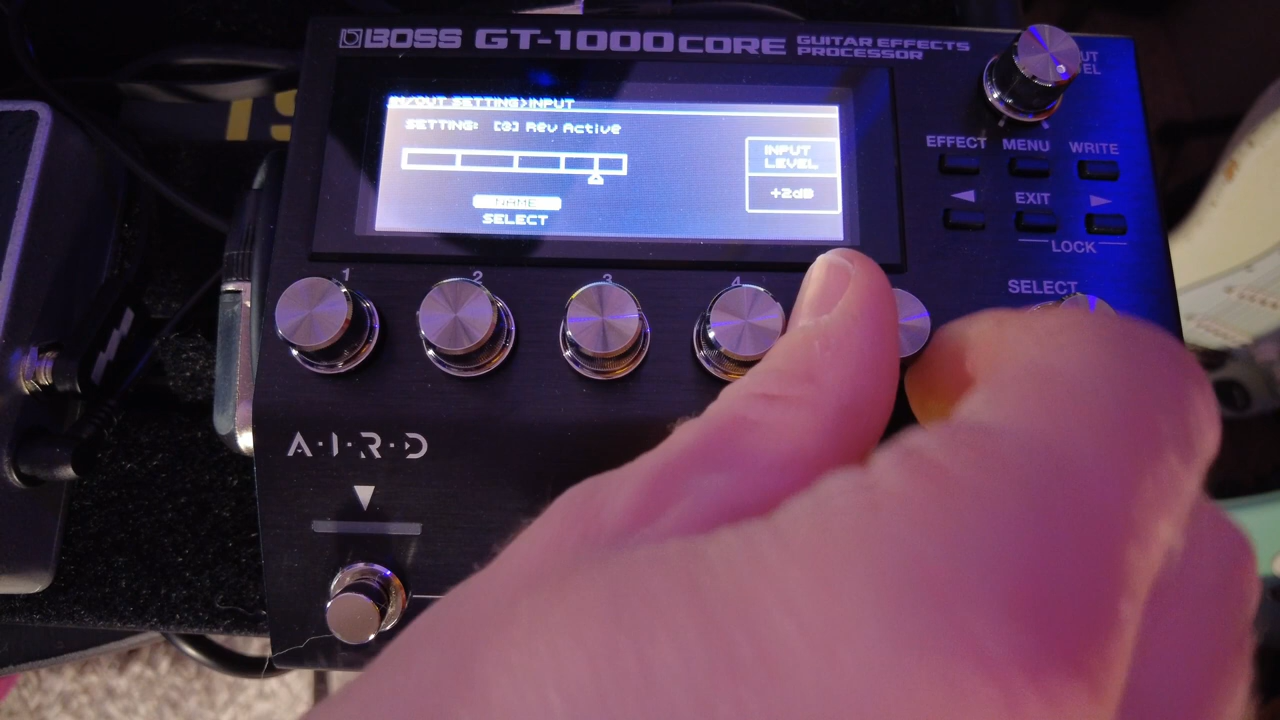 BOSS GT-1000CORE GUITAR EFFECTS
PROCESSOR
IN/OUT SETTING>INPUT
SETTING: [8] Rev Active
INPUT
LEVEL
+2dB
NAME
SELECT
EFFECT MENU WRITE
EXIT
LOCK
SELECT
1 2 3 4
A·I·R·D